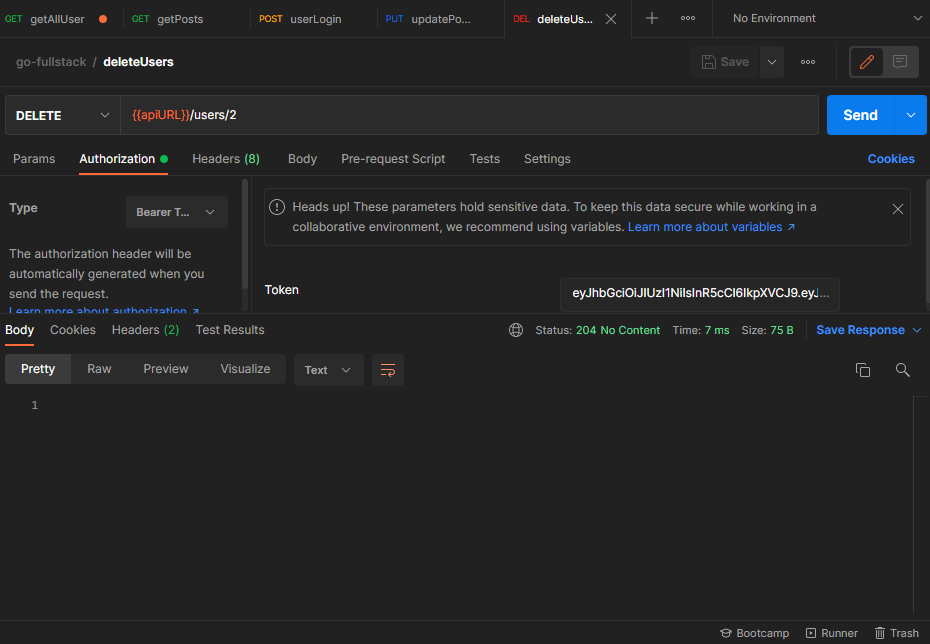 GET getAllUser GET getPosts POST userLogin PUT updatePo... DEL deleteUs... No Environment
go-fullstack / deleteUsers Save
DELETE {{apiURL}}/users/2 Send
Params Authorization Headers (8) Body Pre-request Script Tests Settings Cookies
Type Bearer T...
The authorization header will be
automatically generated when you
send the request.
Learn more about authorization ↗
Heads up! These parameters hold sensitive data. To keep this data secure while working in a
collaborative environment, we recommend using variables. Learn more about variables ↗
Token eyJhbGciOiJIUzI1NiIsInR5cCI6IkpXVCJ9.eyJ...
Body Cookies Headers (2) Test Results Status: 204 No Content Time: 7 ms Size: 75 B Save Response
Pretty Raw Preview Visualize Text
1
Bootcamp Runner Trash